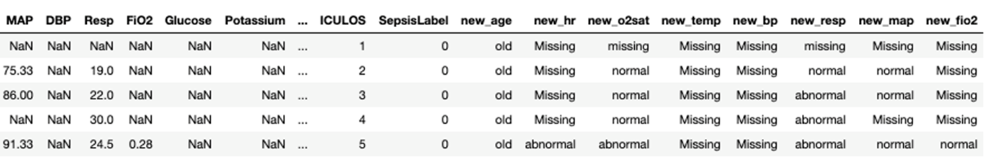 MAP DBP Resp FiO2 Glucose Potassium ... ICULOS SepsisLabel new_age new_hr new_o2sat new_temp new_bp new_resp new_map new_fio2
NaN NaN NaN NaN NaN NaN ... 1 0 old Missing missing Missing Missing missing Missing Missing
75.33 NaN 19.0 NaN NaN NaN ... 2 0 old Missing normal Missing Missing normal normal Missing
86.00 NaN 22.0 NaN NaN NaN ... 3 0 old Missing normal Missing Missing abnormal normal Missing
NaN NaN 30.0 NaN NaN NaN ... 4 0 old Missing normal Missing Missing abnormal Missing Missing
91.33 NaN 24.5 0.28 NaN NaN ... 5 0 old abnormal abnormal Missing Missing abnormal normal normal